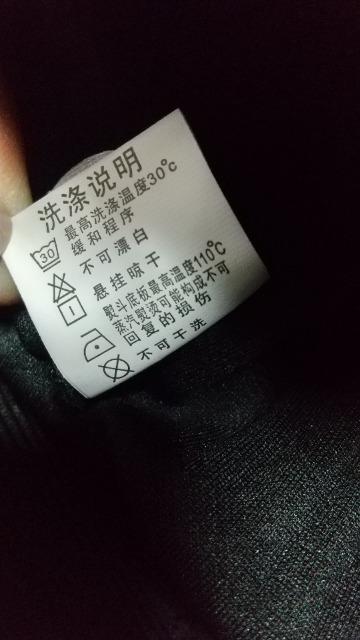 洗涤说明
最高洗涤温度30℃
缓和程序
30
不可漂白
悬挂晾干
熨斗底板最高温度110℃
蒸汽熨烫可能构成不可
回复的损伤
不可干洗